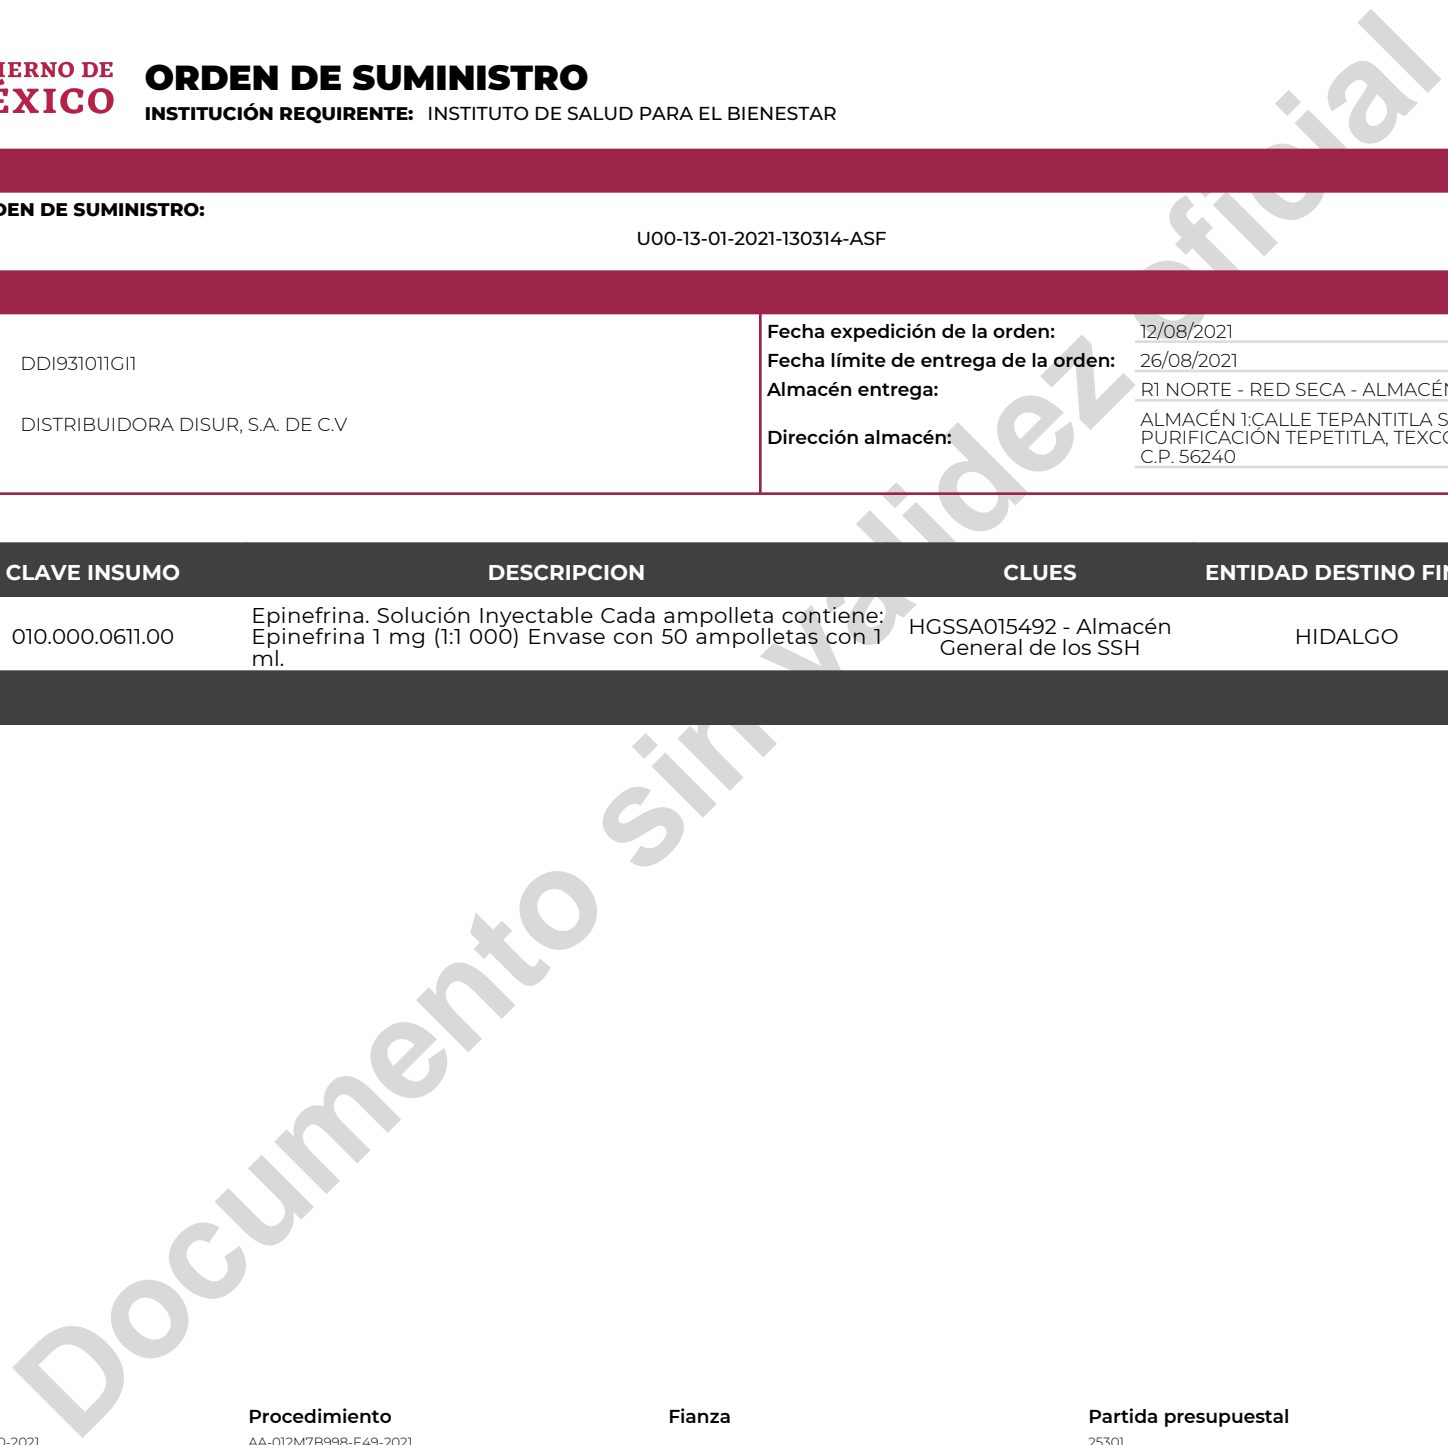 IERNO DE
ÉXICO
ORDEN DE SUMINISTRO
INSTITUCIÓN REQUIRENTE: INSTITUTO DE SALUD PARA EL BIENESTAR
DEN DE SUMINISTRO:
U00-13-01-2021-130314-ASF
DDI931011GI1
DISTRIBUIDORA DISUR, S.A. DE C.V
Fecha expedición de la orden: 12/08/2021
Fecha límite de entrega de la orden: 26/08/2021
Almacén entrega: R1 NORTE - RED SECA - ALMACÉN
Dirección almacén:
ALMACÉN 1:CALLE TEPANTITLA S
PURIFICACIÓN TEPETITLA, TEXCO
C.P. 56240
CLAVE INSUMO DESCRIPCION CLUES ENTIDAD DESTINO FIN
010.000.0611.00
Epinefrina. Solución Inyectable Cada ampolleta contiene:
Epinefrina 1 mg (1:1 000) Envase con 50 ampolletas con 1
ml.
HGSSA015492 - Almacén
General de los SSH
HIDALGO
Documento sin validez oficial
Procedimiento Fianza Partida presupuestal
0-2021 AA-012M7B998-E49-2021 25301